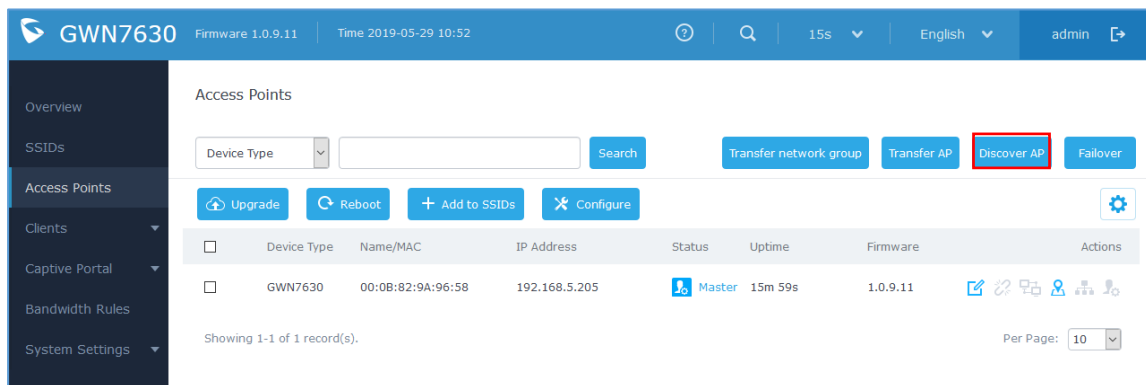 GWN7630 Firmware 1.0.9.11 Time 2019-05-29 10:52 15s English admin
Overview
SSIDs
Access Points
Clients
Captive Portal
Bandwidth Rules
System Settings
Access Points
Device Type Search Transfer network group Transfer AP Discover AP Failover
Upgrade Reboot Add to SSIDs Configure
Device Type Name/MAC IP Address Status Uptime Firmware Actions
GWN7630 00:0B:82:9A:96:58 192.168.5.205 Master 15m 59s 1.0.9.11
Showing 1-1 of 1 record(s). Per Page: 10